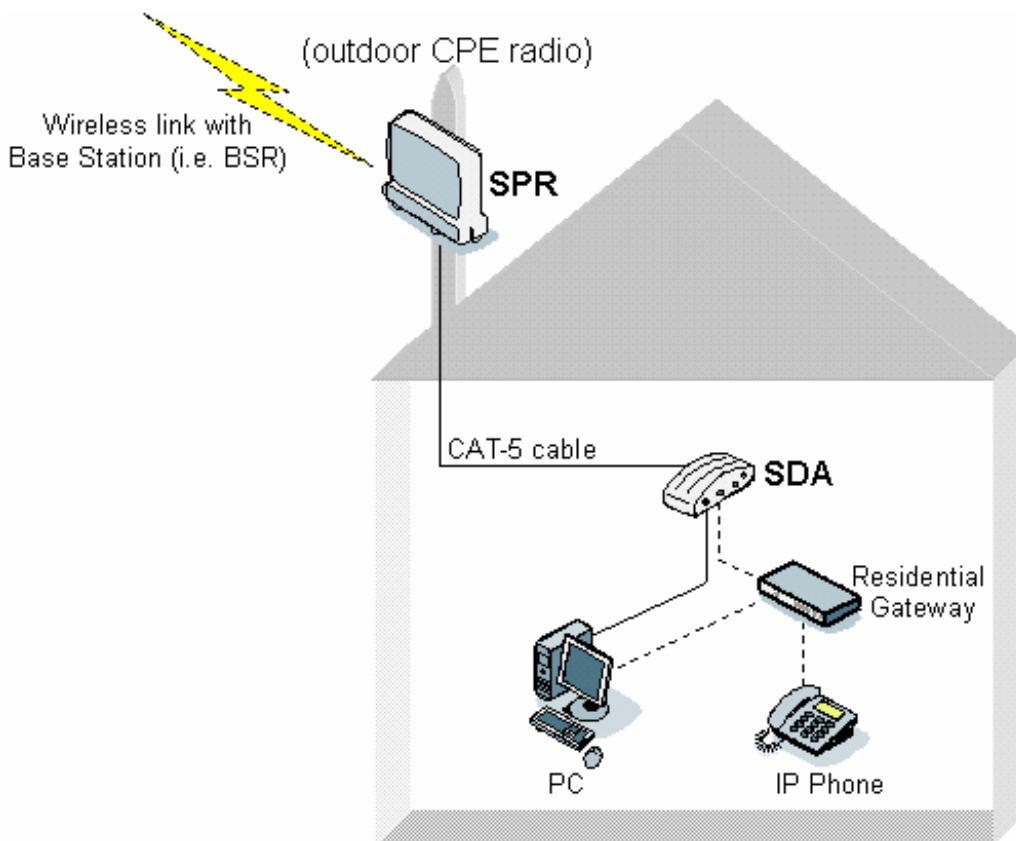 (outdoor CPE radio)
Wireless link with
Base Station (i.e. BSR)
SPR
CAT-5 cable
SDA
Residential
Gateway
PC
IP Phone